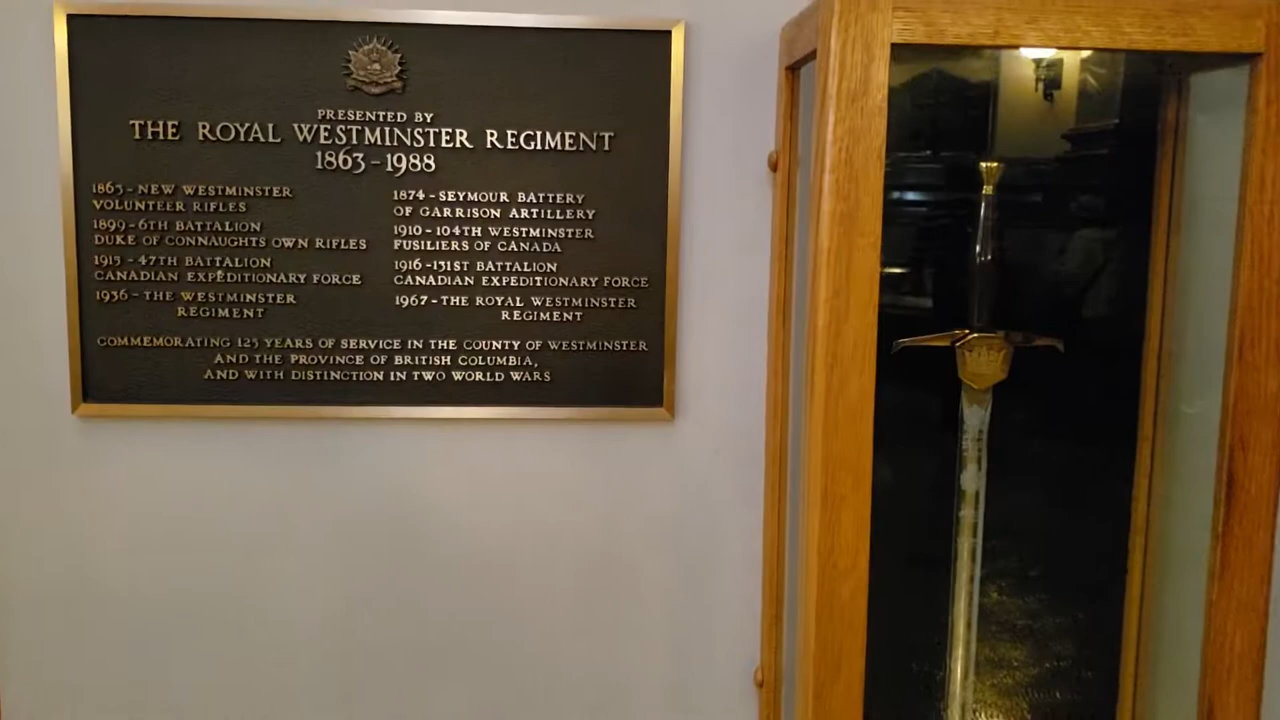 PRESENTED BY
THE ROYAL WESTMINSTER REGIMENT
1863-1988
1863-NEW WESTMINSTER
VOLUNTEER RIFLES
1899-6TH BATTALION
DUKE OF CONNAUGHTS OWN RIFLES
1915-47TH BATTALION
CANADIAN EXPEDITIONARY FORCE
1936-THE WESTMINSTER
REGIMENT
1874-SEYMOUR BATTERY
OF GARRISON ARTILLERY
1910-104TH WESTMINSTER
FUSILIERS OF CANADA
1916-131ST BATTALION
CANADIAN EXPEDITIONARY FORCE
1967-THE ROYAL WESTMINSTER
REGIMENT
COMMEMORATING 125 YEARS OF SERVICE IN THE COUNTY OF WESTMINSTER
AND THE PROVINCE OF BRITISH COLUMBIA,
AND WITH DISTINCTION IN TWO WORLD WARS